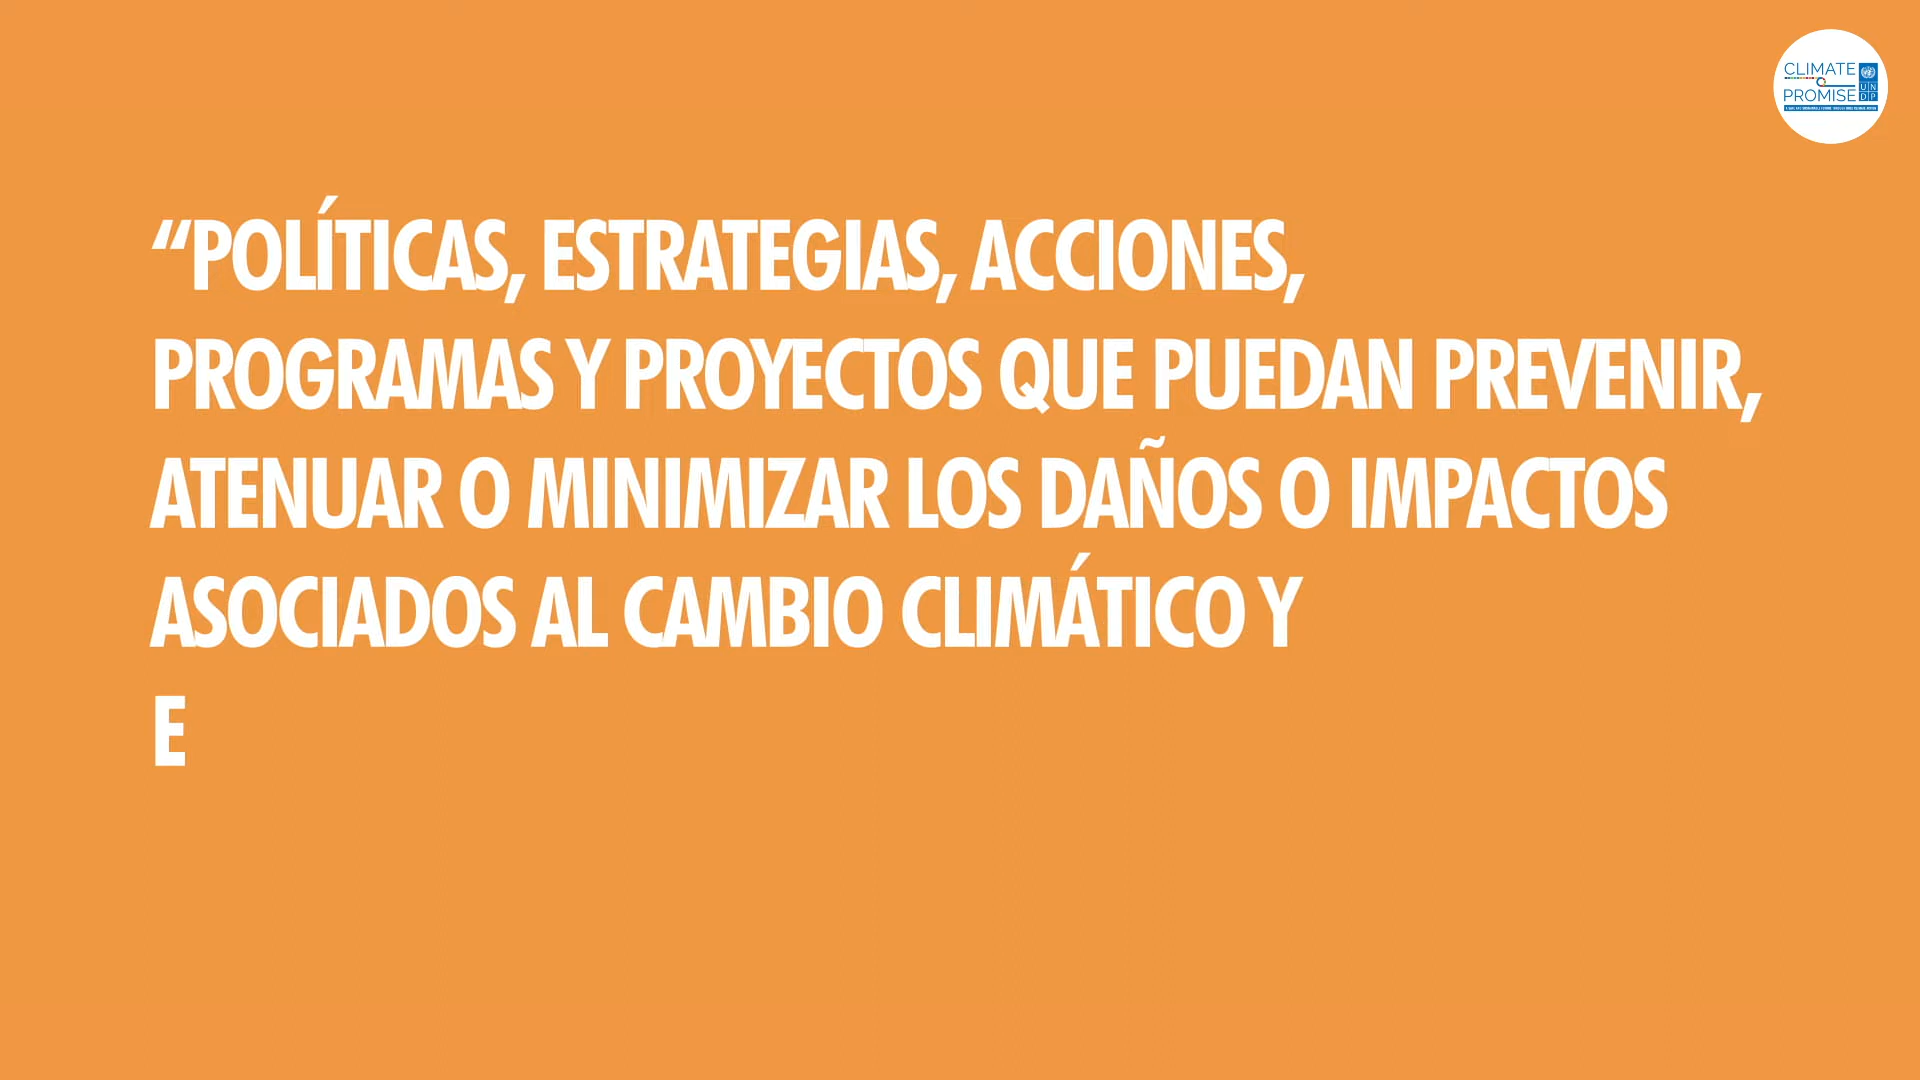 “POLÍTICAS, ESTRATEGIAS, ACCIONES,
PROGRAMAS Y PROYECTOS QUE PUEDAN PREVENIR,
ATENUAR O MINIMIZAR LOS DAÑOS O IMPACTOS
ASOCIADOS AL CAMBIO CLIMÁTICO Y
E
CLIMATE
PROMISE
UN
DP